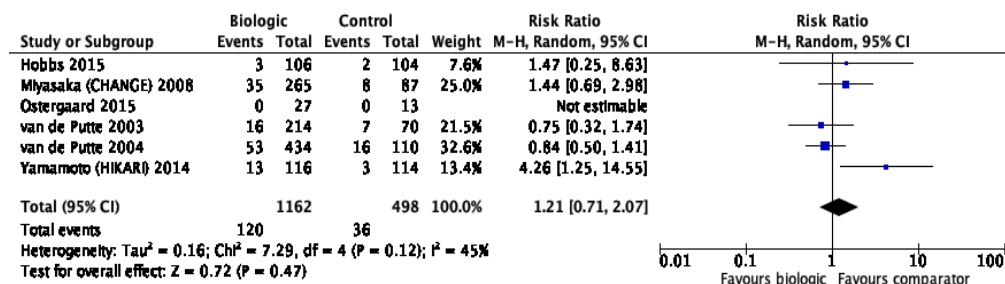 Biologic Control Risk Ratio Risk Ratio
Study or Subgroup Events Total Events Total Weight M-H, Random, 95% CI M-H, Random, 95% CI
Hobbs 2015 3 106 2 104 7.6% 1.47 [0.25, 8.63]
Miyasaka (CHANGE) 2008 35 265 8 87 25.0% 1.44 [0.69, 2.98]
Ostergaard 2015 0 27 0 13 Not estimable
van de Putte 2003 16 214 7 70 21.5% 0.75 [0.32, 1.74]
van de Putte 2004 53 434 16 110 32.6% 0.84 [0.50, 1.41]
Yamamoto (HIKARI) 2014 13 116 3 114 13.4% 4.26 [1.25, 14.55]
Total (95% CI) 1162 498 100.0% 1.21 [0.71, 2.07]
Total events 120 36
Heterogeneity: Tau² = 0.16; Chi² = 7.29, df = 4 (P = 0.12); I² = 45%
Test for overall effect: Z = 0.72 (P = 0.47)
0.01 0.1 1 10 100
Favours biologic Favours comparator